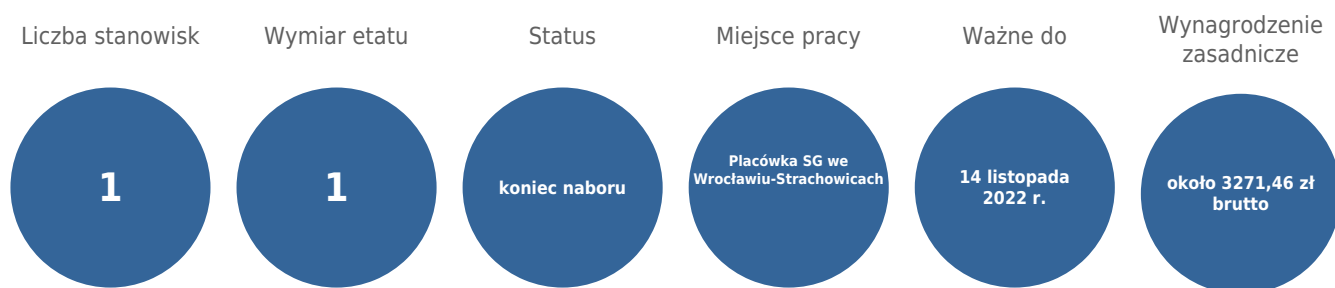 Liczba stanowisk
Wymiar etatu
Status
Miejsce pracy
Ważne do
Wynagrodzenie
zasadnicze
1
1
koniec naboru
Placówka SG we
Wrocławiu-Strachowicach
14 listopada
2022 r.
około 3271,46 zł
brutto